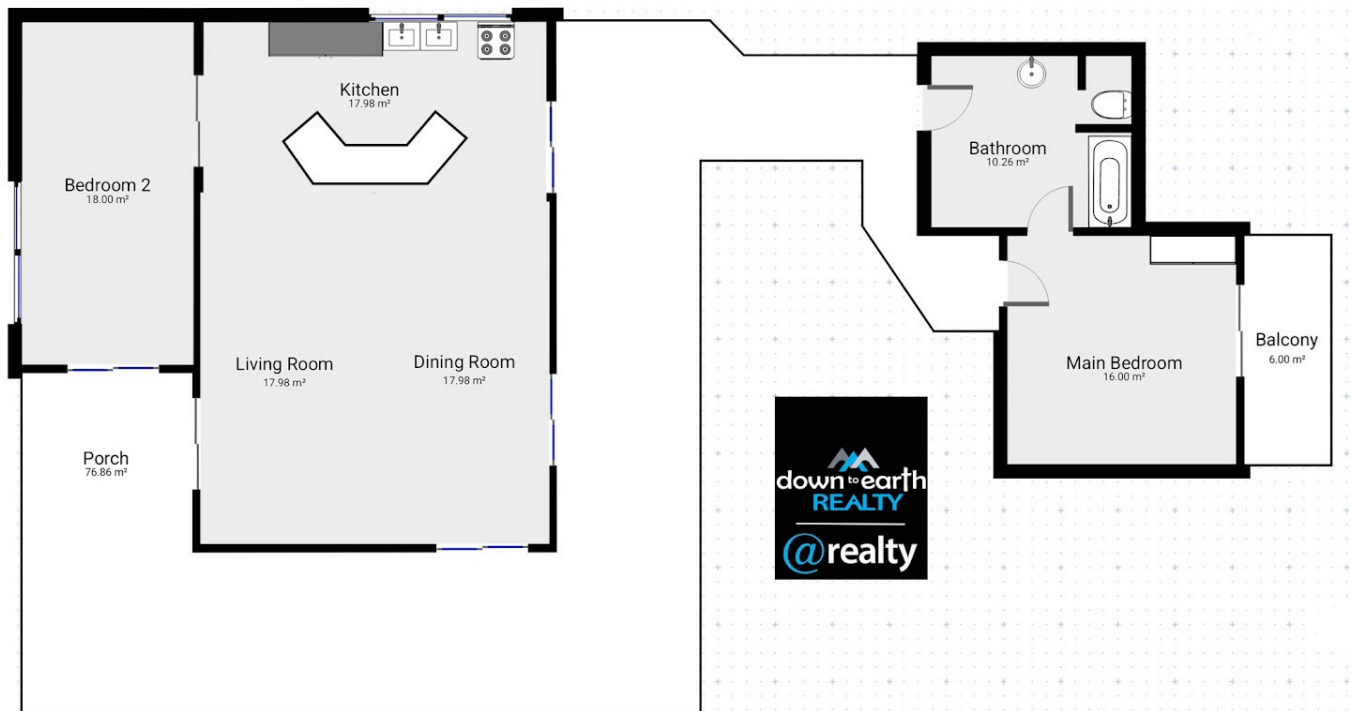 Kitchen
17.98 m²
Bedroom 2
18.00 m²
Bathroom
10.26 m²
Living Room
17.98 m²
Dining Room
17.98 m²
Main Bedroom
16.00 m²
Balcony
6.00 m²
Porch
76.86 m²
down to earth
REALTY
@realty